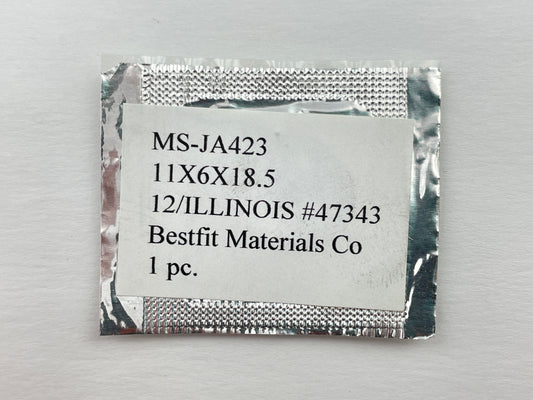 MS-JA423
11X6X18.5
12/ILLINOIS #47343
Bestfit Materials Co
1 pc.